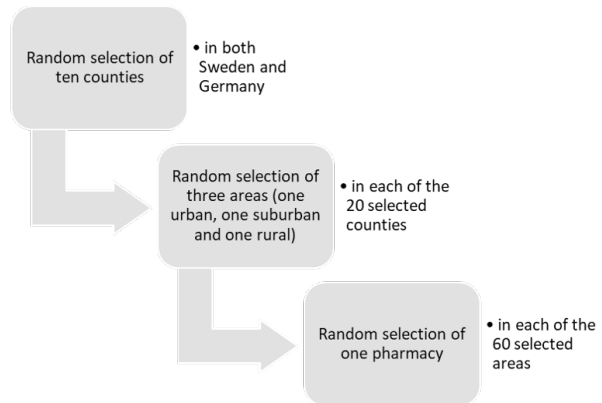 Random selection of
ten counties
• in both
Sweden and
Germany
Random selection of
three areas (one
urban, one suburban
and one rural)
• in each of the
20 selected
counties
Random selection of
one pharmacy
• in each of the
60 selected
areas